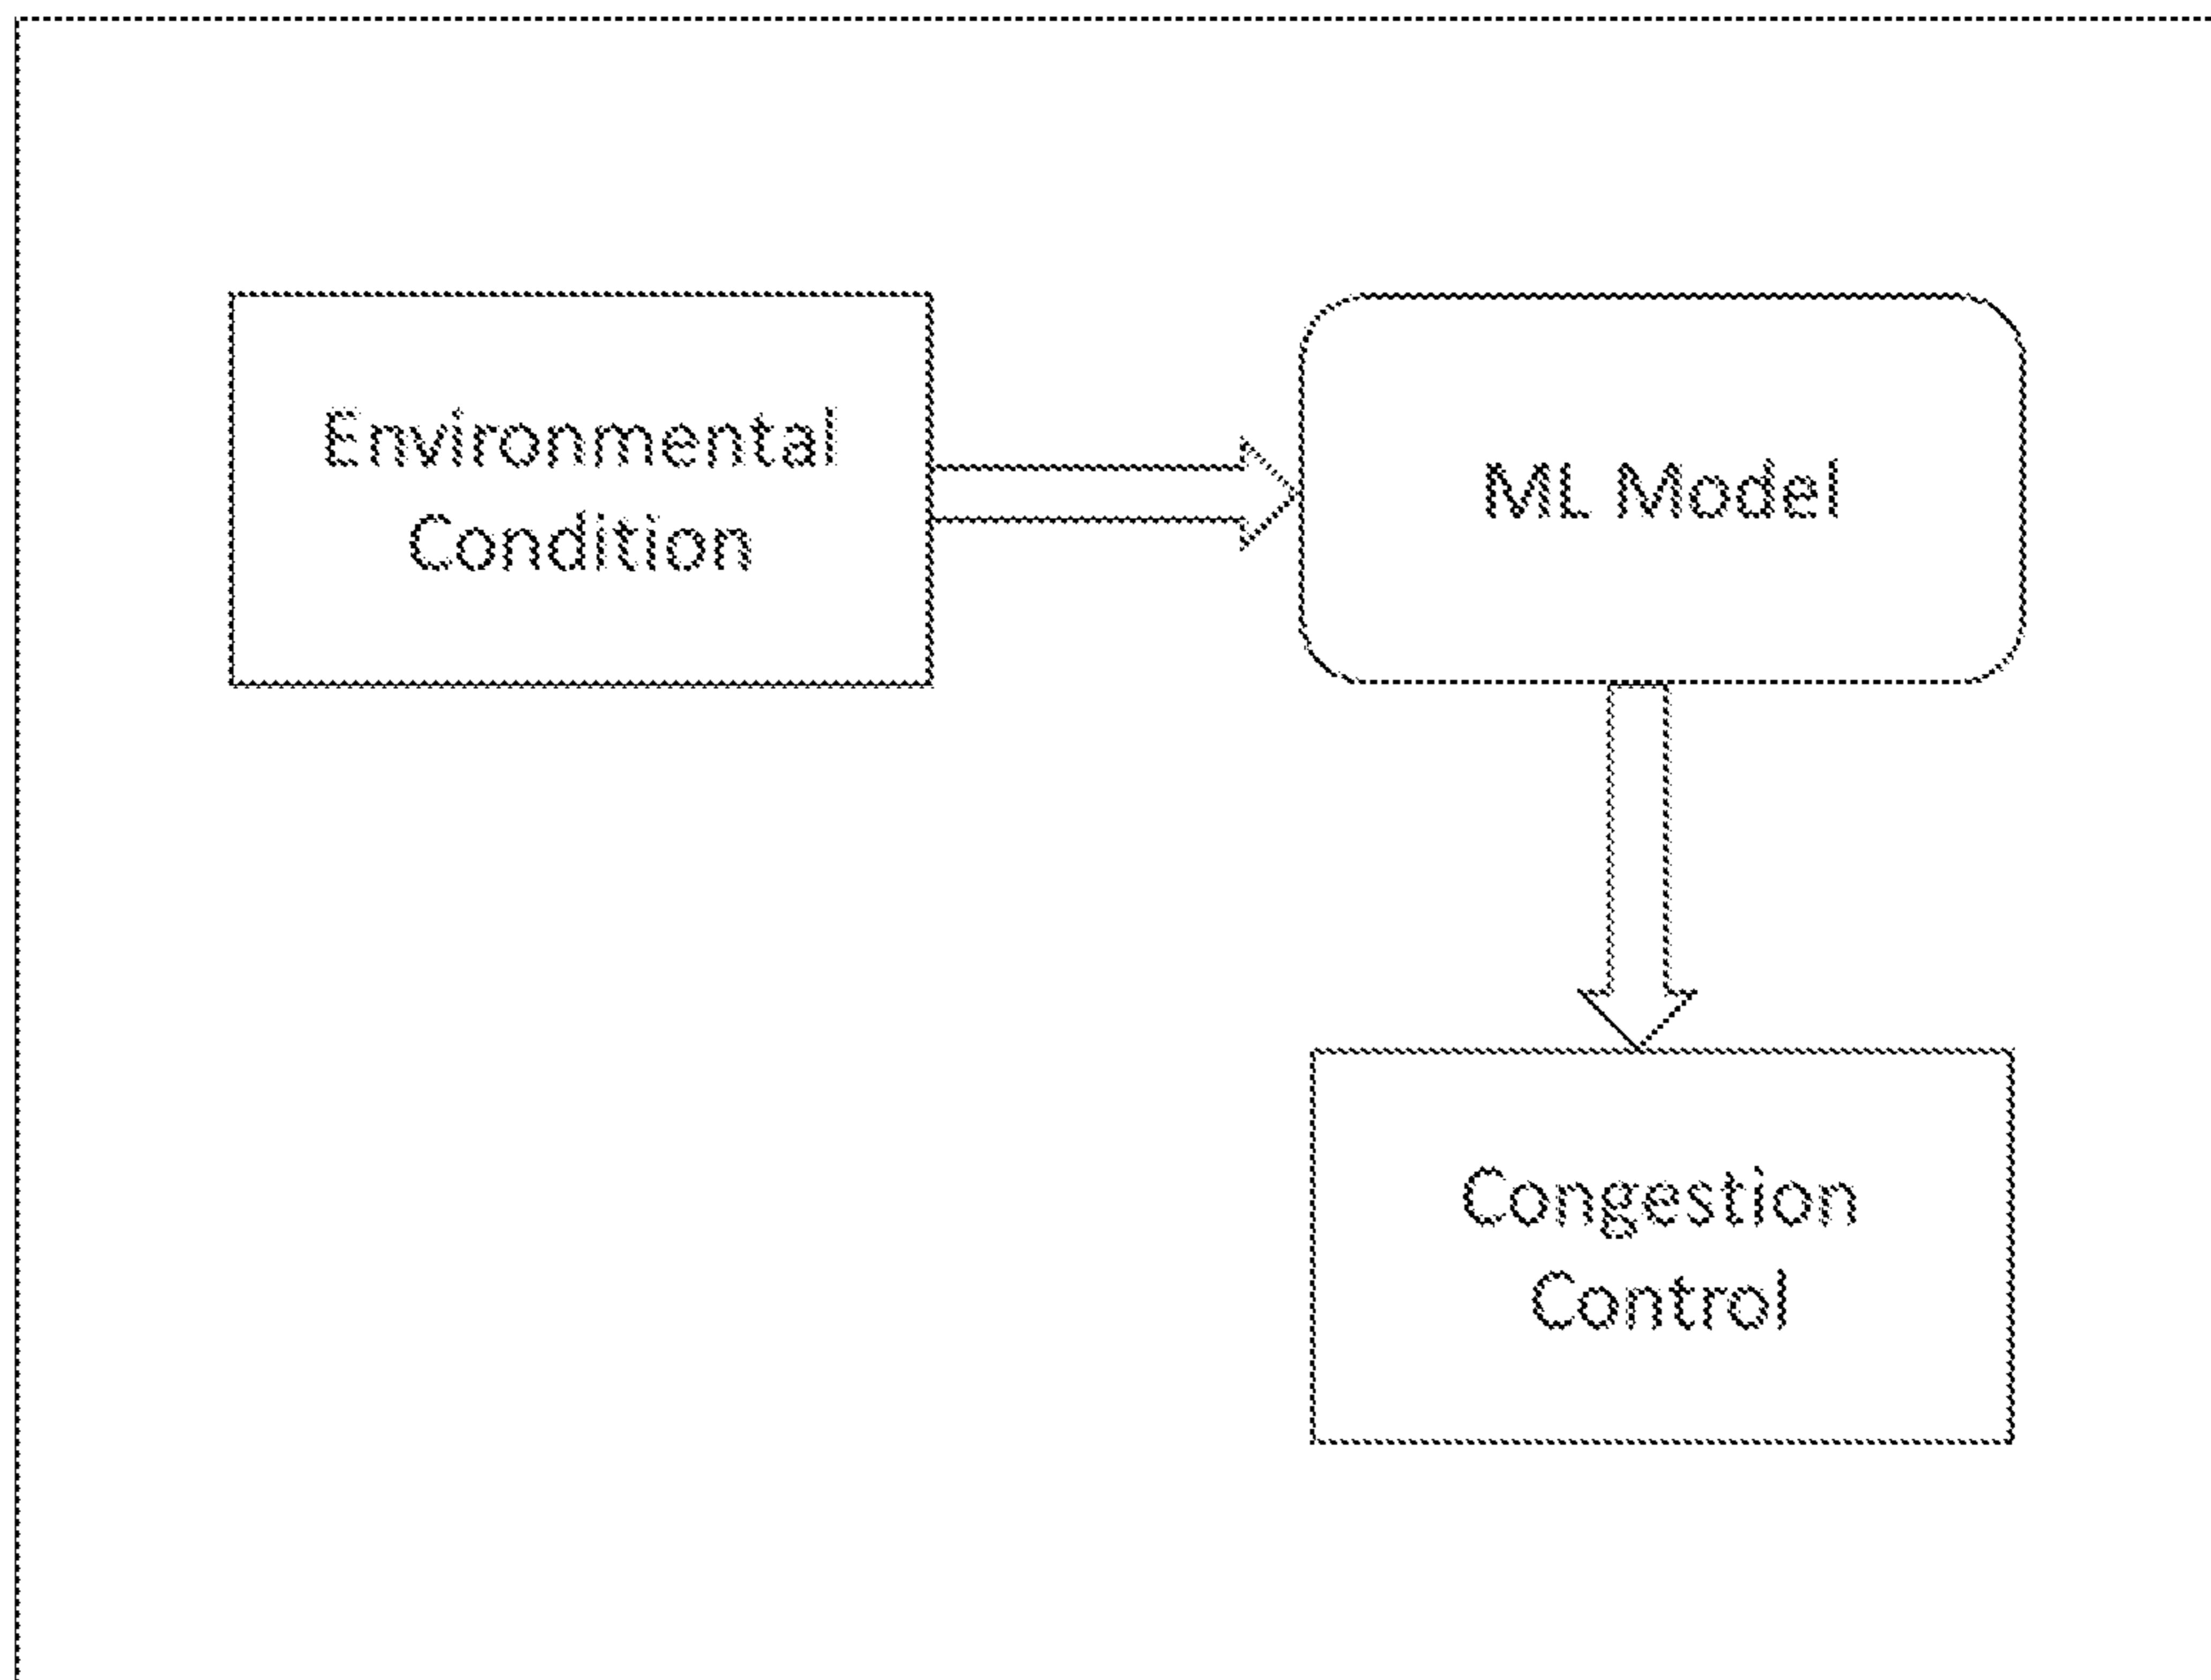 Environmental
Condition
ML Model
Congestion
Control